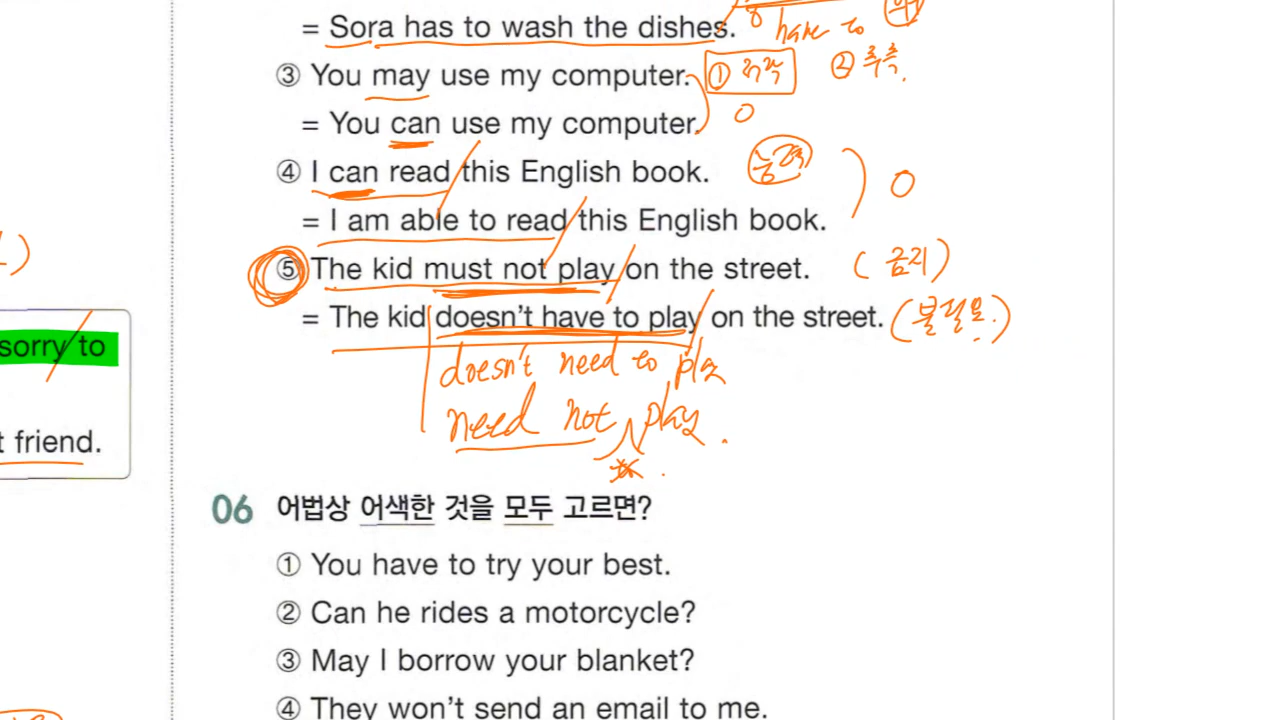 = Sora has to wash the dishes.
have to
③ You may use my computer. ① 허락 ② 추측.
= You can use my computer.
④ I can read this English book. 능력
= I am able to read this English book.
⑤ The kid must not play on the street. (금지)
= The kid doesn't have to play on the street. (불필요.)
sorry to
doesn't need to play
need not play.
t friend.
06 어법상 어색한 것을 모두 고르면?
① You have to try your best.
② Can he rides a motorcycle?
③ May I borrow your blanket?
④ They won't send an email to me.